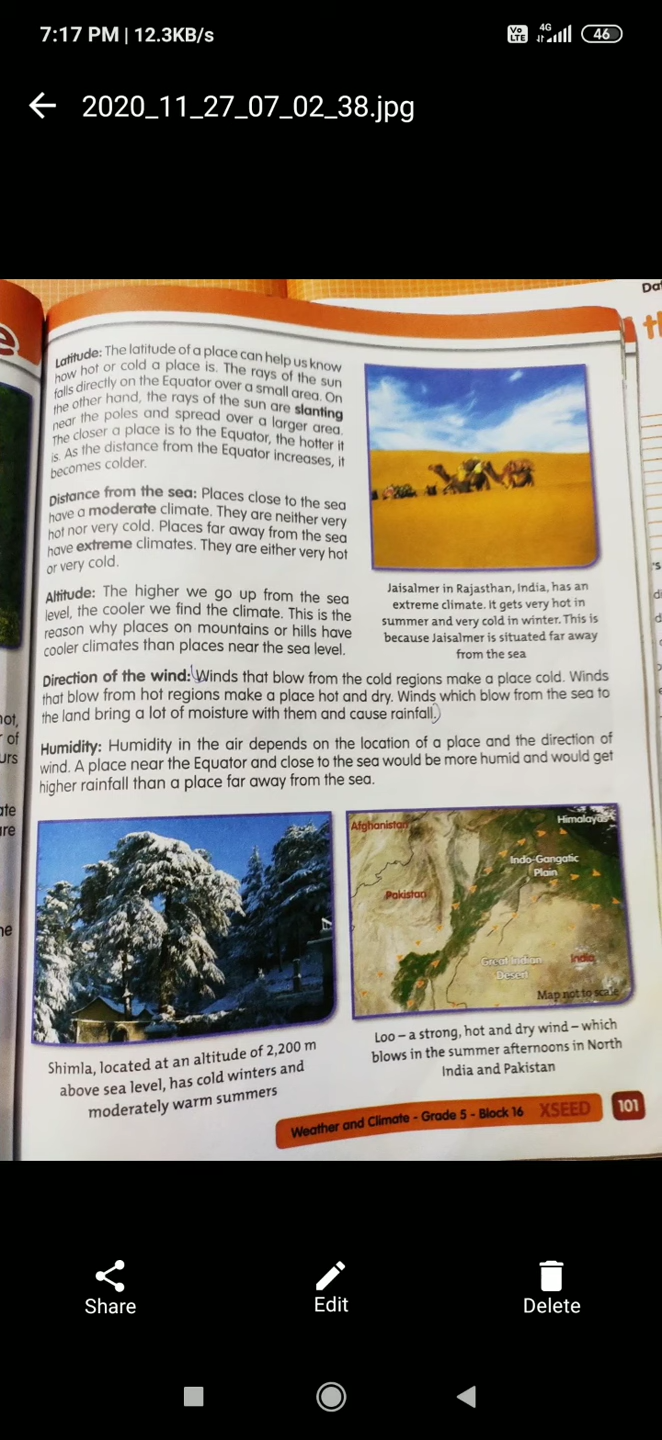 7:17 PM | 12.3KB/s
Vo
LTE
4G
46
2020_11_27_07_02_38.jpg
Dat
e
th
Latitude: The latitude of a place can help us know
how hot or cold a place is. The rays of the sun
falls directly on the Equator over a small area. On
the other hand, the rays of the sun are slanting
near the poles and spread over a larger area.
The closer a place is to the Equator, the hotter it
is. As the distance from the Equator increases, it
becomes colder.
Distance from the sea: Places close to the sea
have a moderate climate. They are neither very
hot nor very cold. Places far away from the sea
have extreme climates. They are either very hot
or very cold.
Altitude: The higher we go up from the sea
level, the cooler we find the climate. This is the
reason why places on mountains or hills have
cooler climates than places near the sea level.
Jaisalmer in Rajasthan, India, has an
extreme climate. It gets very hot in
summer and very cold in winter. This is
because Jaisalmer is situated far away
from the sea
Direction of the wind: (Winds that blow from the cold regions make a place cold. Winds
that blow from hot regions make a place hot and dry. Winds which blow from the sea to
the land bring a lot of moisture with them and cause rainfall.)
Humidity: Humidity in the air depends on the location of a place and the direction of
wind. A place near the Equator and close to the sea would be more humid and would get
higher rainfall than a place far away from the sea.
not,
of
urs
ate
are
ne
Afghanistan
Himalayas
Indo-Gangatic
Plain
Pakistan
Great Indian
Desert
India
Map not to scale
Shimla, located at an altitude of 2,200 m
above sea level, has cold winters and
moderately warm summers
Loo – a strong, hot and dry wind – which
blows in the summer afternoons in North
India and Pakistan
Weather and Climate - Grade 5 - Block 16 XSEED 101
Share
Edit
Delete